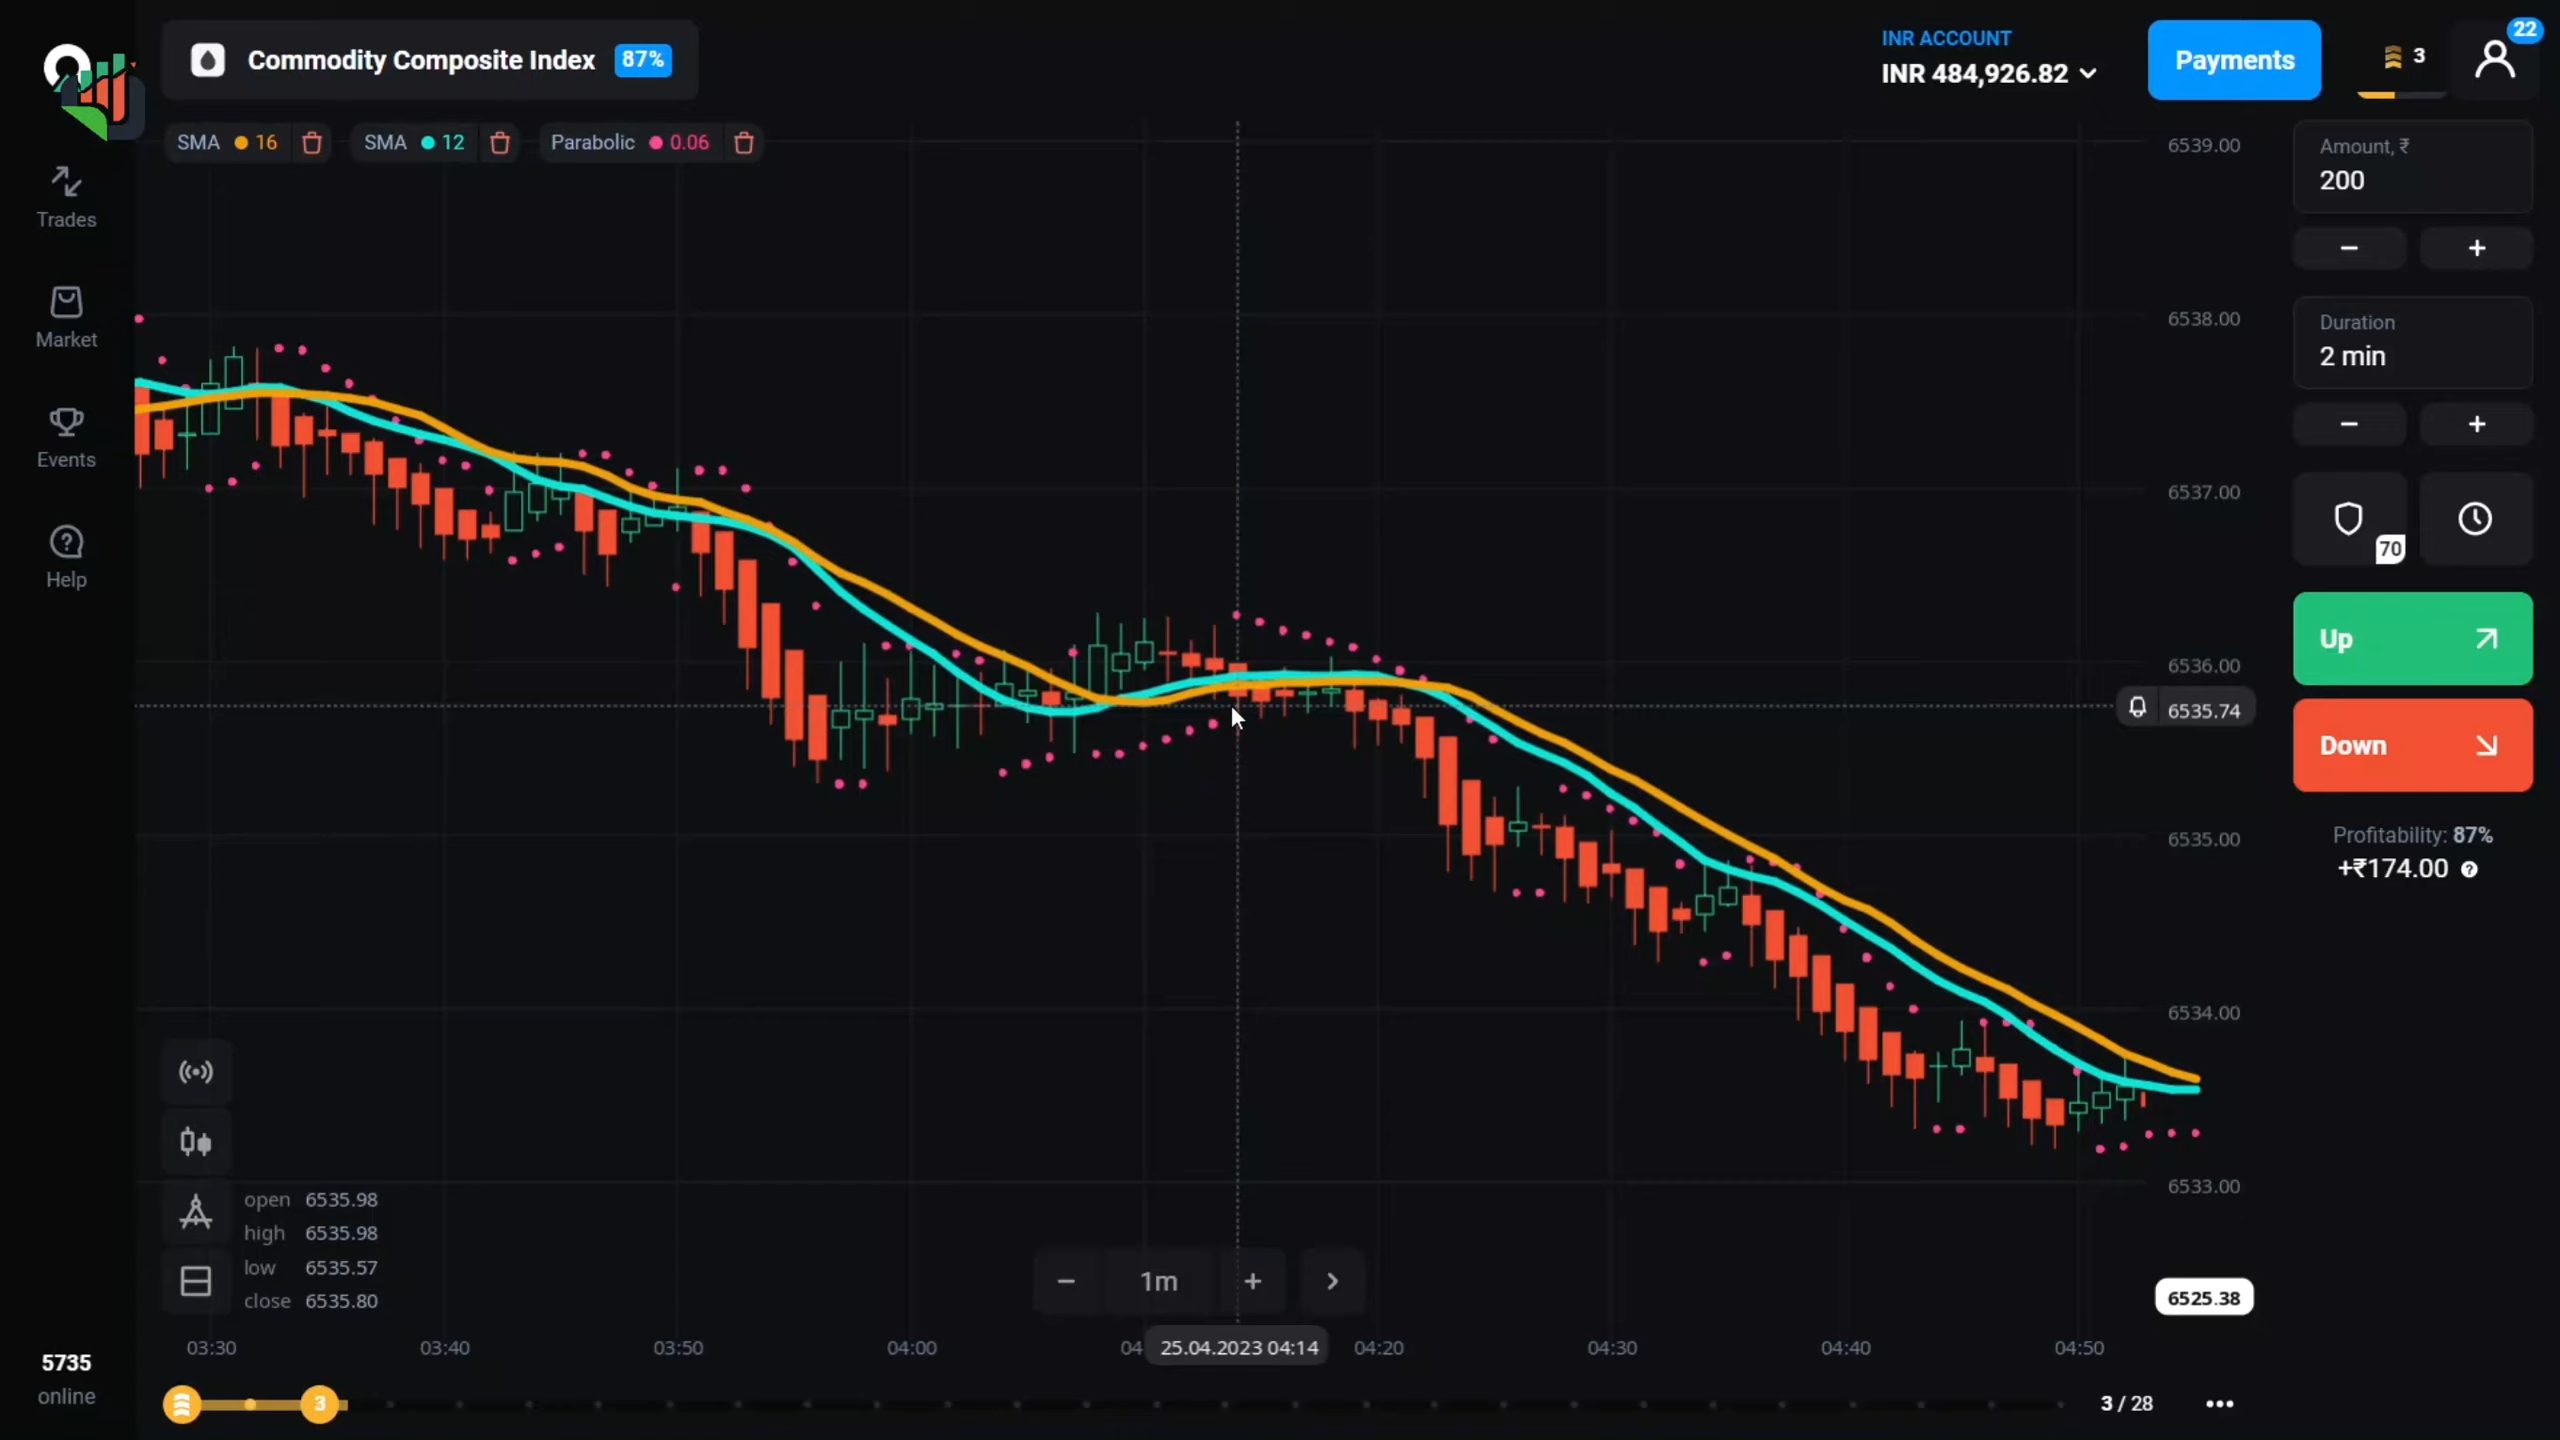 Commodity Composite Index 87%
INR ACCOUNT
INR 484,926.82
Payments
3
22
SMA 16
SMA 12
Parabolic 0.06
Trades
Market
Events
Help
5735
online
6539.00
6538.00
6537.00
6536.00
6535.74
6535.00
6534.00
6533.00
6525.38
Amount, ₹
200
− +
Duration
2 min
− +
70
Up
Down
Profitability: 87%
+₹174.00 ?
open 6535.98
high 6535.98
low 6535.57
close 6535.80
− 1m + >
03:30 03:40 03:50 04:00 04 25.04.2023 04:14 04:20 04:30 04:40 04:50
3
3 / 28 •••